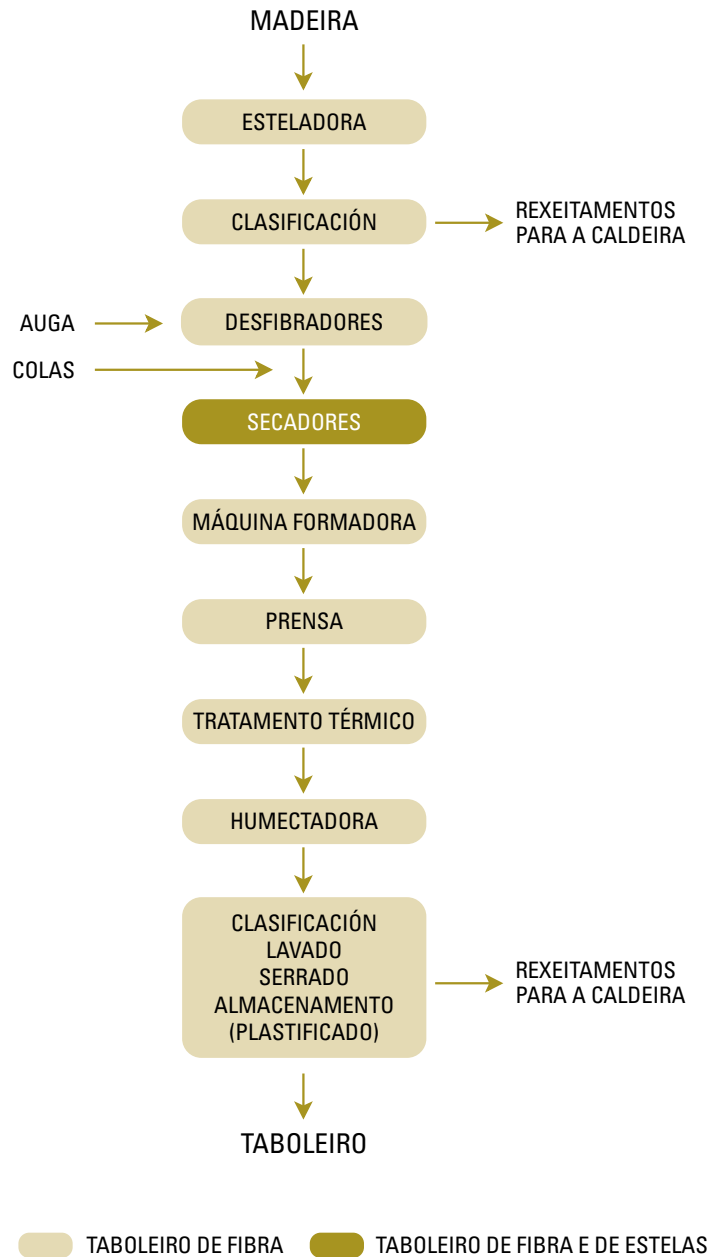 MADEIRA
ESTELADORA
CLASIFICACIÓN
REXEITAMENTOS
PARA A CALDEIRA
AUGA
DESFIBRADORES
COLAS
SECADORES
MÁQUINA FORMADORA
PRENSA
TRATAMENTO TÉRMICO
HUMECTADORA
CLASIFICACIÓN
LAVADO
SERRADO
ALMACENAMENTO
(PLASTIFICADO)
REXEITAMENTOS
PARA A CALDEIRA
TABOLEIRO
TABOLEIRO DE FIBRA
TABOLEIRO DE FIBRA E DE ESTELAS